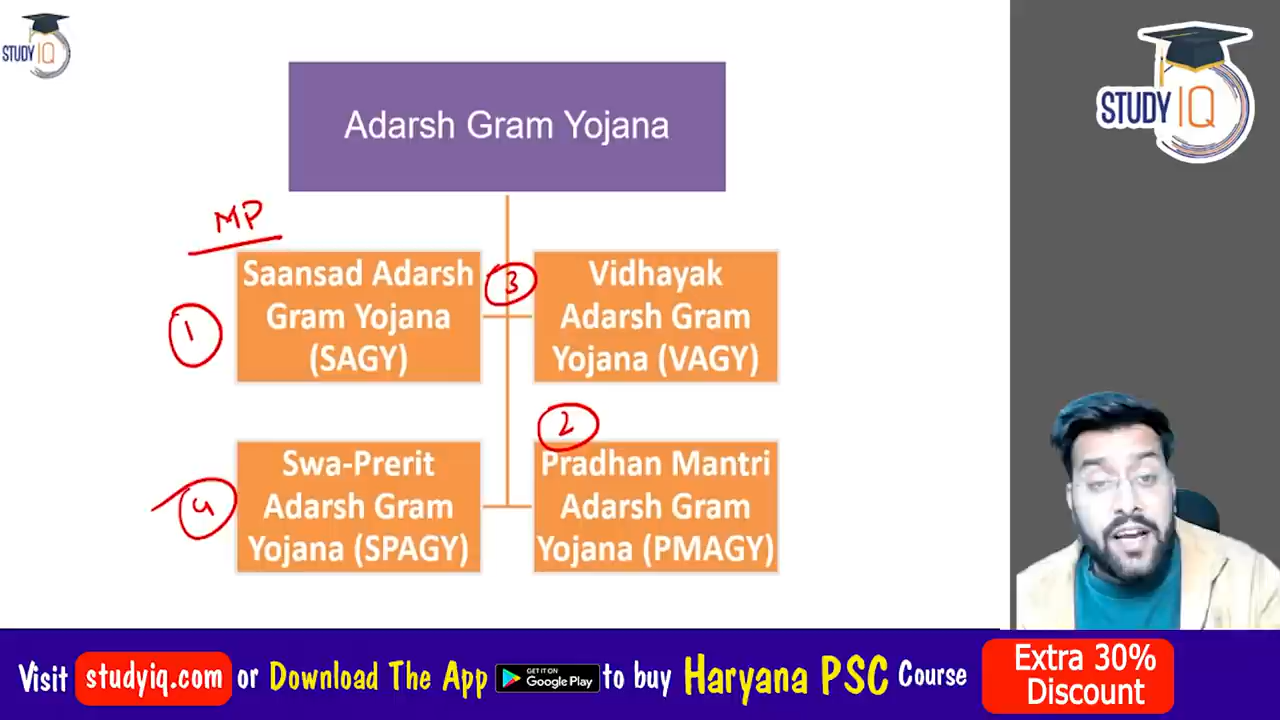 STUDY IQ
Adarsh Gram Yojana
STUDY IQ
MP
Saansad Adarsh
Gram Yojana
(SAGY)
1
3
Vidhayak
Adarsh Gram
Yojana (VAGY)
Swa-Prerit
Adarsh Gram
Yojana (SPAGY)
4
2
Pradhan Mantri
Adarsh Gram
Yojana (PMAGY)
Visit studyiq.com or Download The App GET IT ON Google Play to buy Haryana PSC Course
Extra 30%
Discount